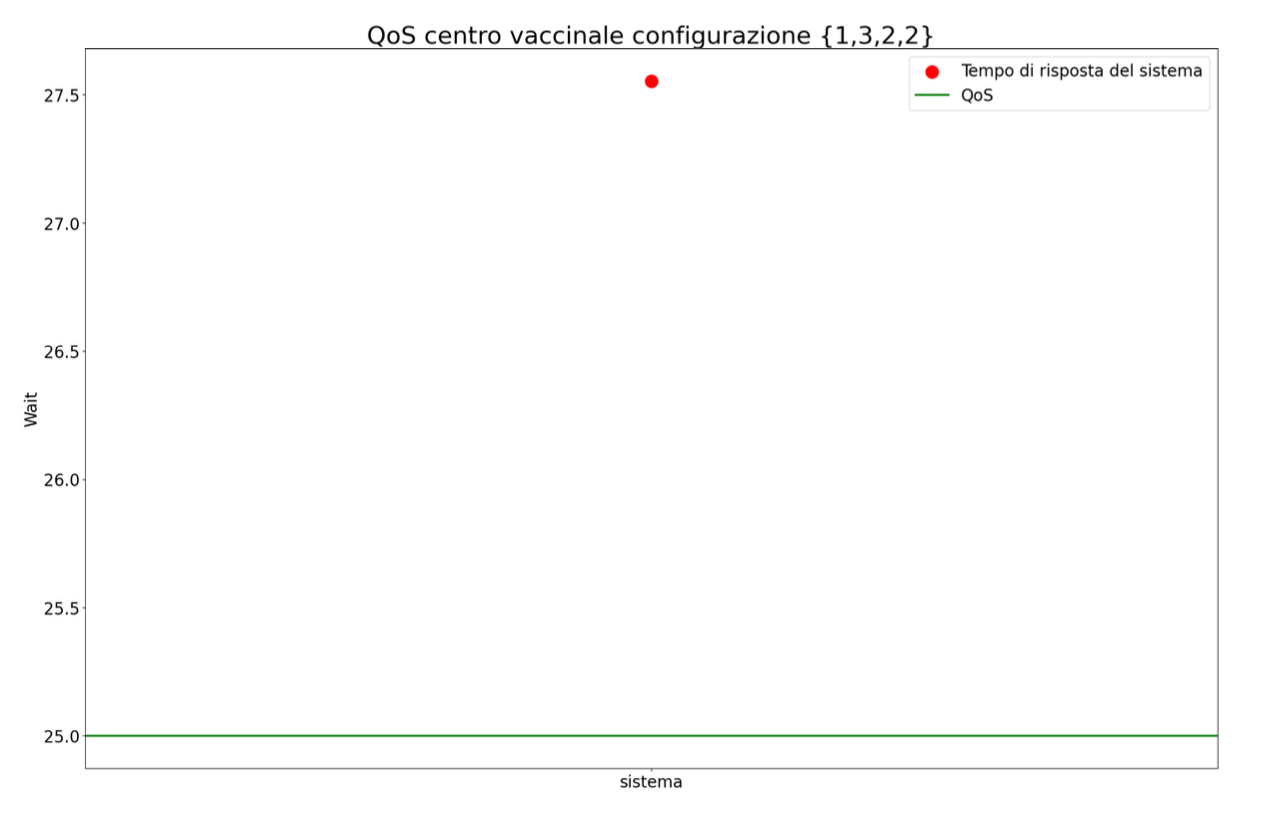 QoS centro vaccinale configurazione {1,3,2,2}
Tempo di risposta del sistema
QoS
27.5
27.0
26.5
26.0
25.5
25.0
Wait
sistema